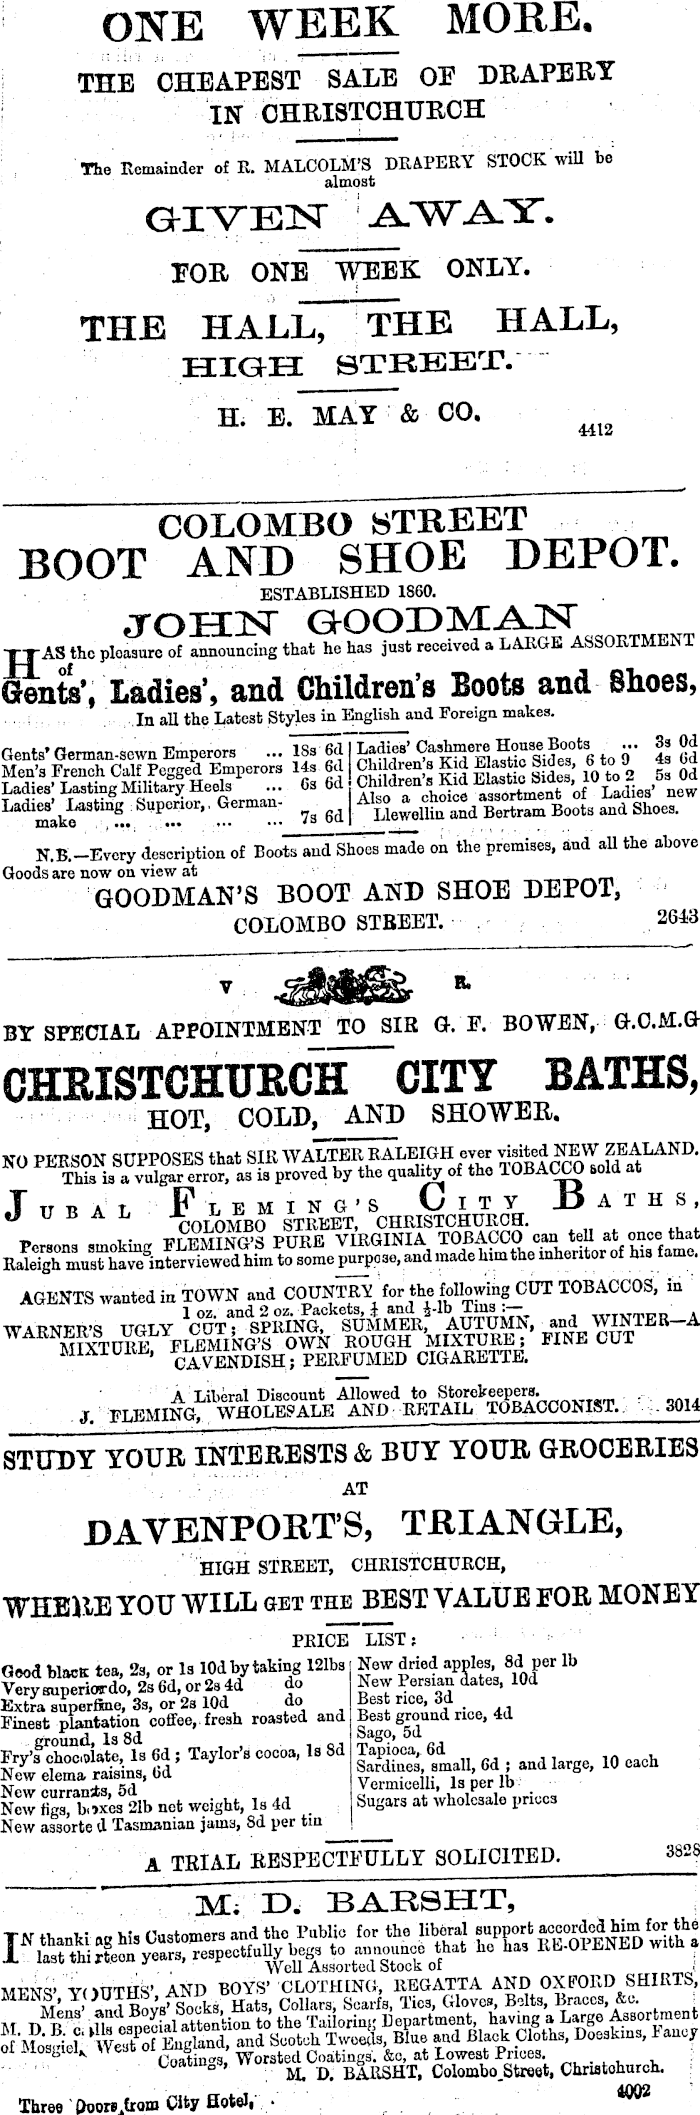 ONE WEEK MORE.
THE CHEAPEST SALE OF DRAPERY
IN CHRISTCHURCH
The Remainder of R. MALCOLM'S DRAPERY STOCK will be
almost
GIVEN AWAY.
FOR ONE WEEK ONLY.
THE HALL, THE HALL,
HIGH STREET.
H. E. MAY & CO.
4412
COLOMBO STREET
BOOT AND SHOE DEPOT.
ESTABLISHED 1860.
JOHN GOODMAN
HAS the pleasure of announcing that he has just received a LARGE ASSORTMENT
of
Gents', Ladies', and Children's Boots and Shoes,
In all the Latest Styles in English and Foreign makes.
Gents' German-sewn Emperors ... 18s 6d
Men's French Calf Pegged Emperors 14s 6d
Ladies' Lasting Military Heels ... 6s 6d
Ladies' Lasting Superior, German-
make ... ... ... ... 7s 6d
Ladies' Cashmere House Boots ... 3s 0d
Children's Kid Elastic Sides, 6 to 9 4s 6d
Children's Kid Elastic Sides, 10 to 2 5s 0d
Also a choice assortment of Ladies' new
Llewellin and Bertram Boots and Shoes.
N.B.—Every description of Boots and Shoes made on the premises, and all the above
Goods are now on view at
GOODMAN'S BOOT AND SHOE DEPOT,
COLOMBO STREET. 2643
V R.
BY SPECIAL APPOINTMENT TO SIR G. F. BOWEN, G.C.M.G
CHRISTCHURCH CITY BATHS,
HOT, COLD, AND SHOWER.
NO PERSON SUPPOSES that SIR WALTER RALEIGH ever visited NEW ZEALAND.
This is a vulgar error, as is proved by the quality of the TOBACCO sold at
JUBAL FLEMING'S CITY BATHS,
COLOMBO STREET, CHRISTCHURCH.
Persons smoking FLEMING'S PURE VIRGINIA TOBACCO can tell at once that
Raleigh must have interviewed him to some purpose, and made him the inheritor of his fame.
AGENTS wanted in TOWN and COUNTRY for the following CUT TOBACCOS, in
1 oz. and 2 oz. Packets, ¼ and ½-lb Tins :—
WARNER'S UGLY CUT; SPRING, SUMMER, AUTUMN, and WINTER—A
MIXTURE, FLEMING'S OWN ROUGH MIXTURE; FINE CUT
CAVENDISH; PERFUMED CIGARETTE.
A Liberal Discount Allowed to Storekeepers.
J. FLEMING, WHOLESALE AND RETAIL TOBACCONIST. 3014
STUDY YOUR INTERESTS & BUY YOUR GROCERIES
AT
DAVENPORT'S, TRIANGLE,
HIGH STREET, CHRISTCHURCH,
WHERE YOU WILL GET THE BEST VALUE FOR MONEY
PRICE LIST:
Good black tea, 2s, or 1s 10d by taking 12lbs
Very superior do, 2s 6d, or 2s 4d do
Extra superfine, 3s, or 2s 10d do
Finest plantation coffee, fresh roasted and
ground, 1s 8d
Fry's chocolate, 1s 6d; Taylor's cocoa, 1s 8d
New elema raisins, 6d
New currants, 5d
New figs, boxes 2lb net weight, 1s 4d
New assorted Tasmanian jams, 8d per tin
New dried apples, 8d per lb
New Persian dates, 10d
Best rice, 3d
Best ground rice, 4d
Sago, 5d
Tapioca, 6d
Sardines, small, 6d; and large, 10 each
Vermicelli, 1s per lb
Sugars at wholesale prices
A TRIAL RESPECTFULLY SOLICITED. 3828
M. D. BARSHT,
IN thanking his Customers and the Public for the liberal support accorded him for the
last thirteen years, respectfully begs to announce that he has RE-OPENED with a
Well Assorted Stock of
MENS', YOUTHS', AND BOYS' CLOTHING, REGATTA AND OXFORD SHIRTS,
Mens' and Boys' Socks, Hats, Collars, Scarfs, Ties, Gloves, Belts, Braces, &c.
M. D. B. calls especial attention to the Tailoring Department, having a Large Assortment
of Mosgiel, West of England, and Scotch Tweeds, Blue and Black Cloths, Doeskins, Fancy
Coatings, Worsted Coatings. &c, at Lowest Prices.
M. D. BARSHT, Colombo Street, Christchurch.
Three Doors from City Hotel, 4002